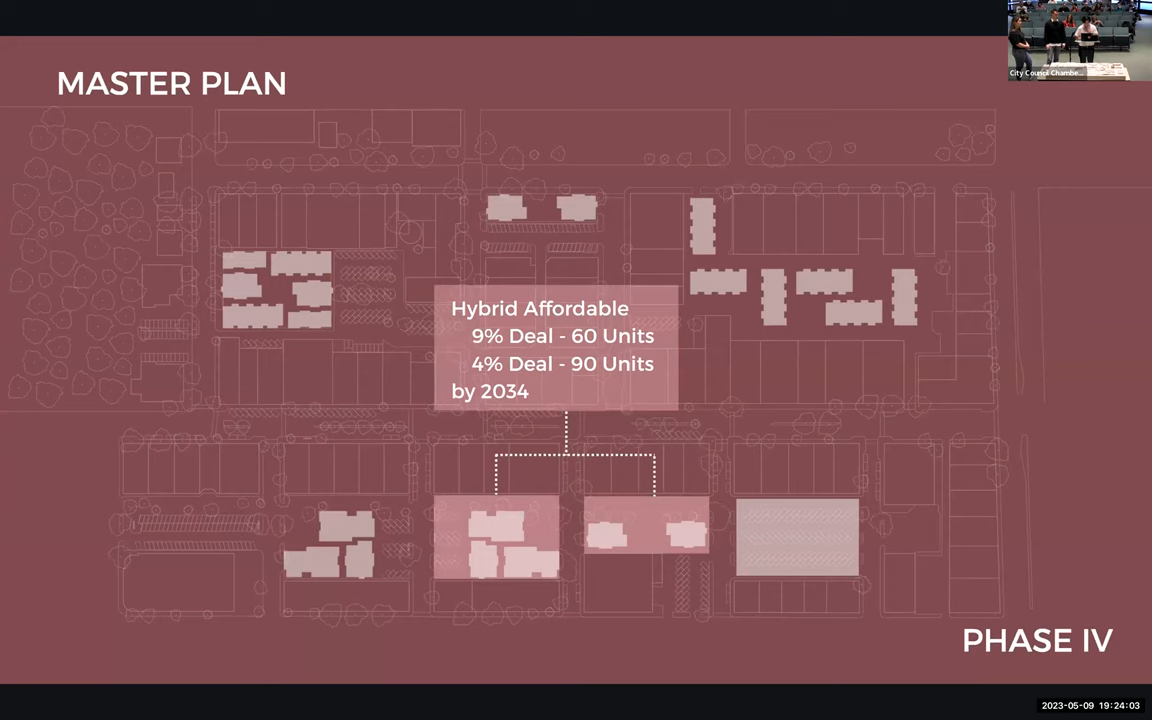 MASTER PLAN
City Council Chambe...
Hybrid Affordable
9% Deal - 60 Units
4% Deal - 90 Units
by 2034
PHASE IV
2023-05-09 19:24:03